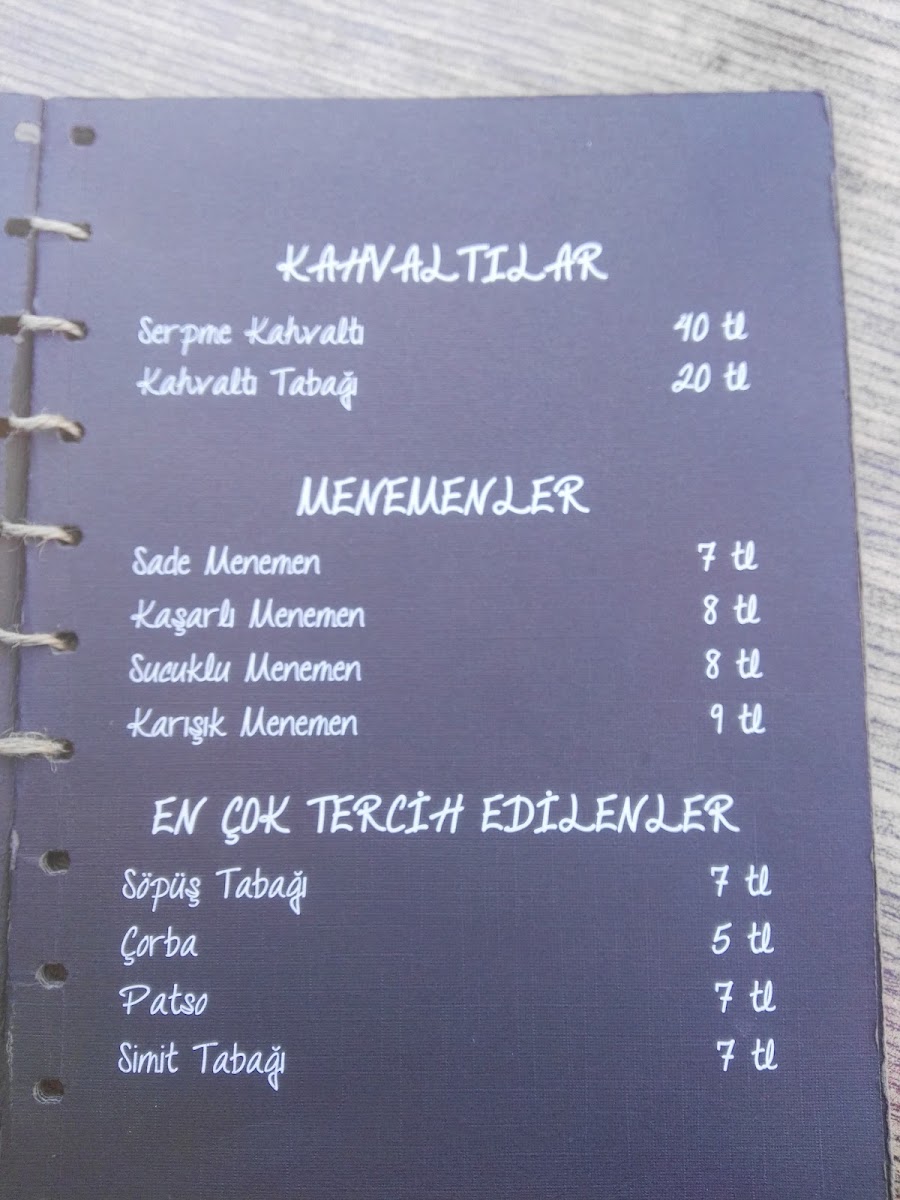 KAHVALTILAR
Serpme Kahvaltı 40 tl
Kahvaltı Tabağı 20 tl
MENEMENLER
Sade Menemen 7 tl
Kaşarlı Menemen 8 tl
Sucuklu Menemen 8 tl
Karışık Menemen 9 tl
EN ÇOK TERCİH EDİLENLER
Söpüş Tabağı 7 tl
Çorba 5 tl
Patso 7 tl
Simit Tabağı 7 tl